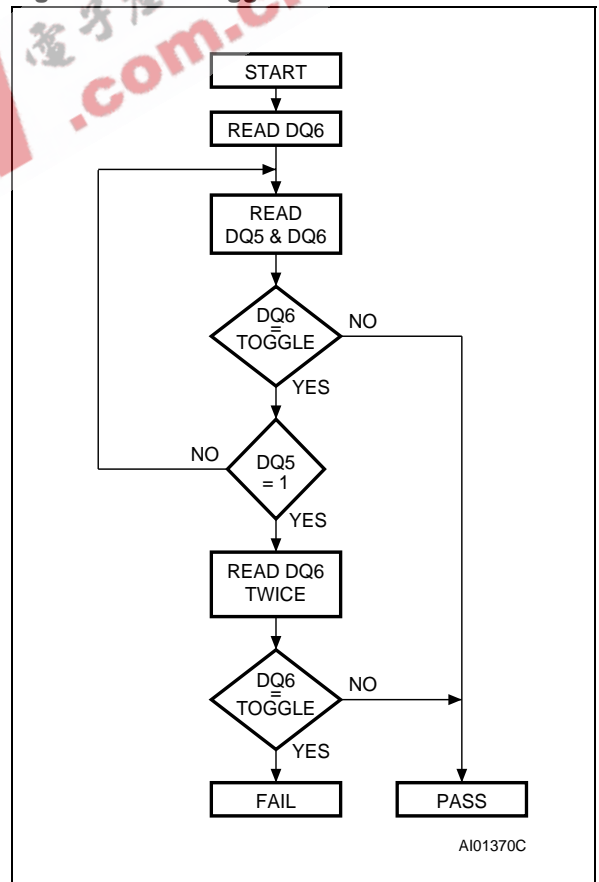 START
READ DQ6
READ
DQ5 & DQ6
DQ6
=
TOGGLE
NO
YES
NO
DQ5
= 1
YES
READ DQ6
TWICE
DQ6
=
TOGGLE
NO
YES
FAIL
PASS
AI01370C
.com.c